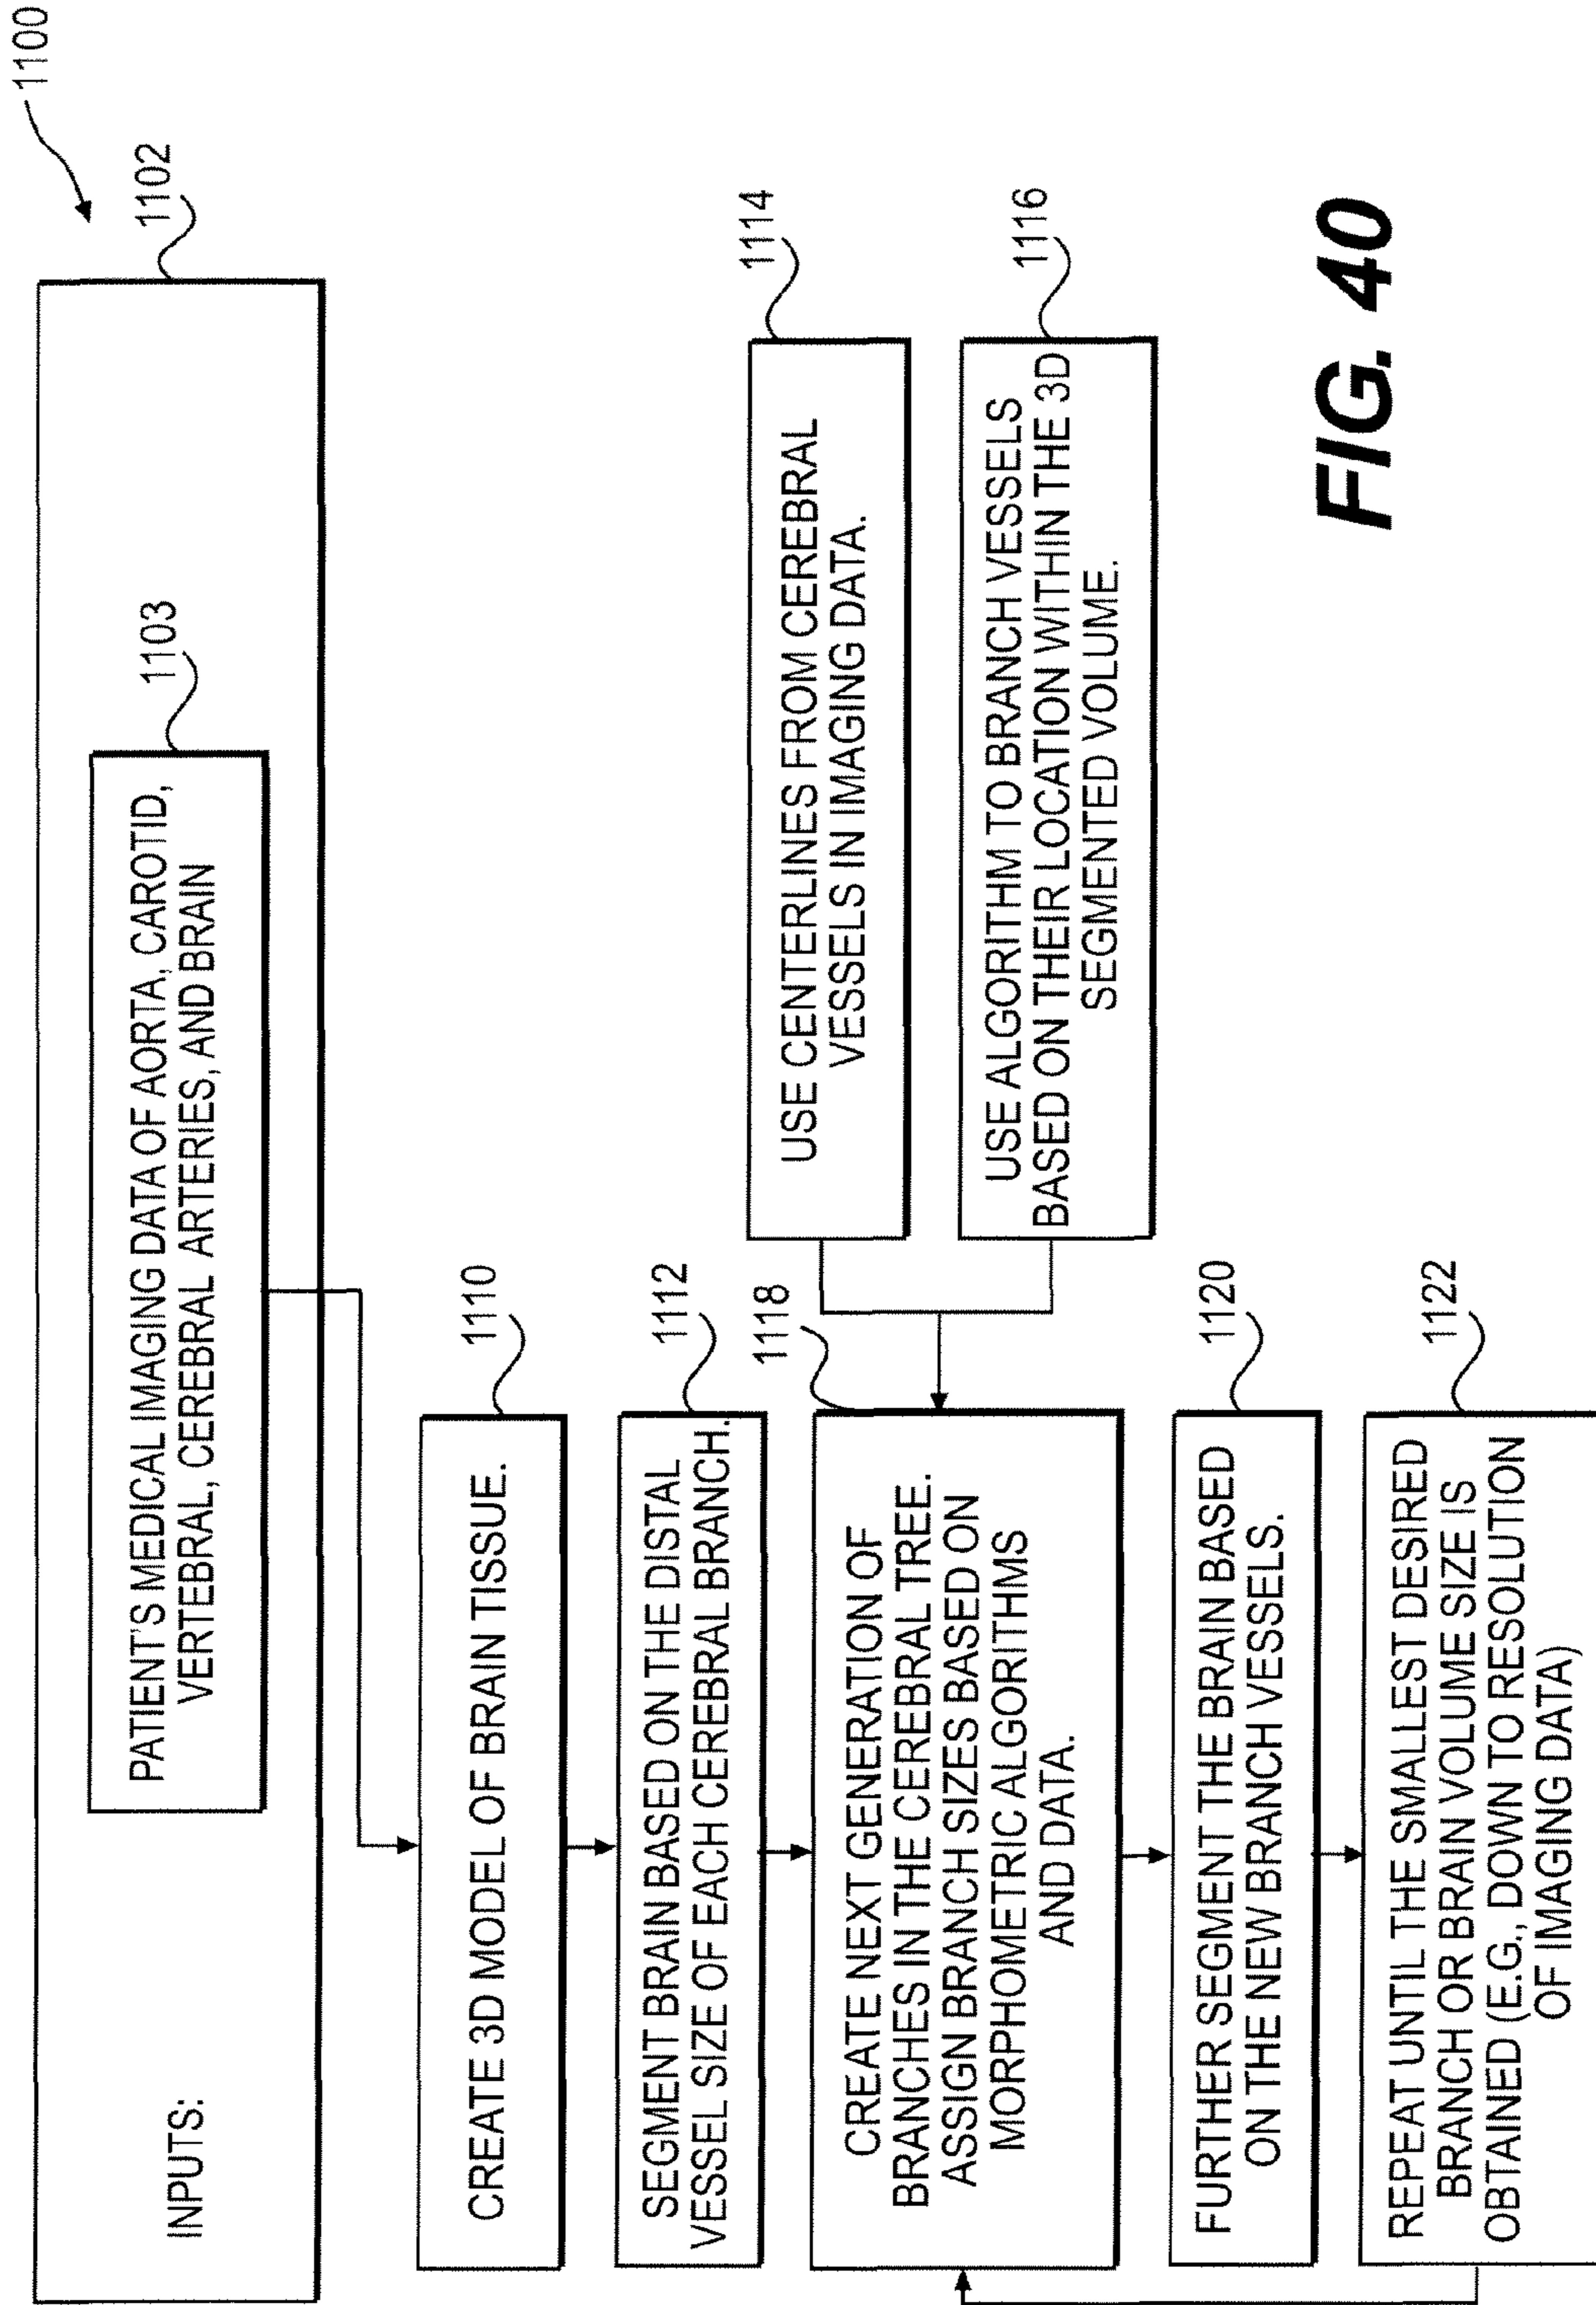 1100
INPUTS:
1102
1103
PATIENT'S MEDICAL IMAGING DATA OF AORTA, CAROTID,
VERTEBRAL, CEREBRAL ARTERIES, AND BRAIN
1110
CREATE 3D MODEL OF BRAIN TISSUE.
1112
SEGMENT BRAIN BASED ON THE DISTAL
VESSEL SIZE OF EACH CEREBRAL BRANCH.
1114
USE CENTERLINES FROM CEREBRAL
VESSELS IN IMAGING DATA.
1116
USE ALGORITHM TO BRANCH VESSELS
BASED ON THEIR LOCATION WITHIN THE 3D
SEGMENTED VOLUME.
1118
CREATE NEXT GENERATION OF
BRANCHES IN THE CEREBRAL TREE.
ASSIGN BRANCH SIZES BASED ON
MORPHOMETRIC ALGORITHMS
AND DATA.
1120
FURTHER SEGMENT THE BRAIN BASED
ON THE NEW BRANCH VESSELS.
1122
REPEAT UNTIL THE SMALLEST DESIRED
BRANCH OR BRAIN VOLUME SIZE IS
OBTAINED (E.G., DOWN TO RESOLUTION
OF IMAGING DATA)
FIG. 40